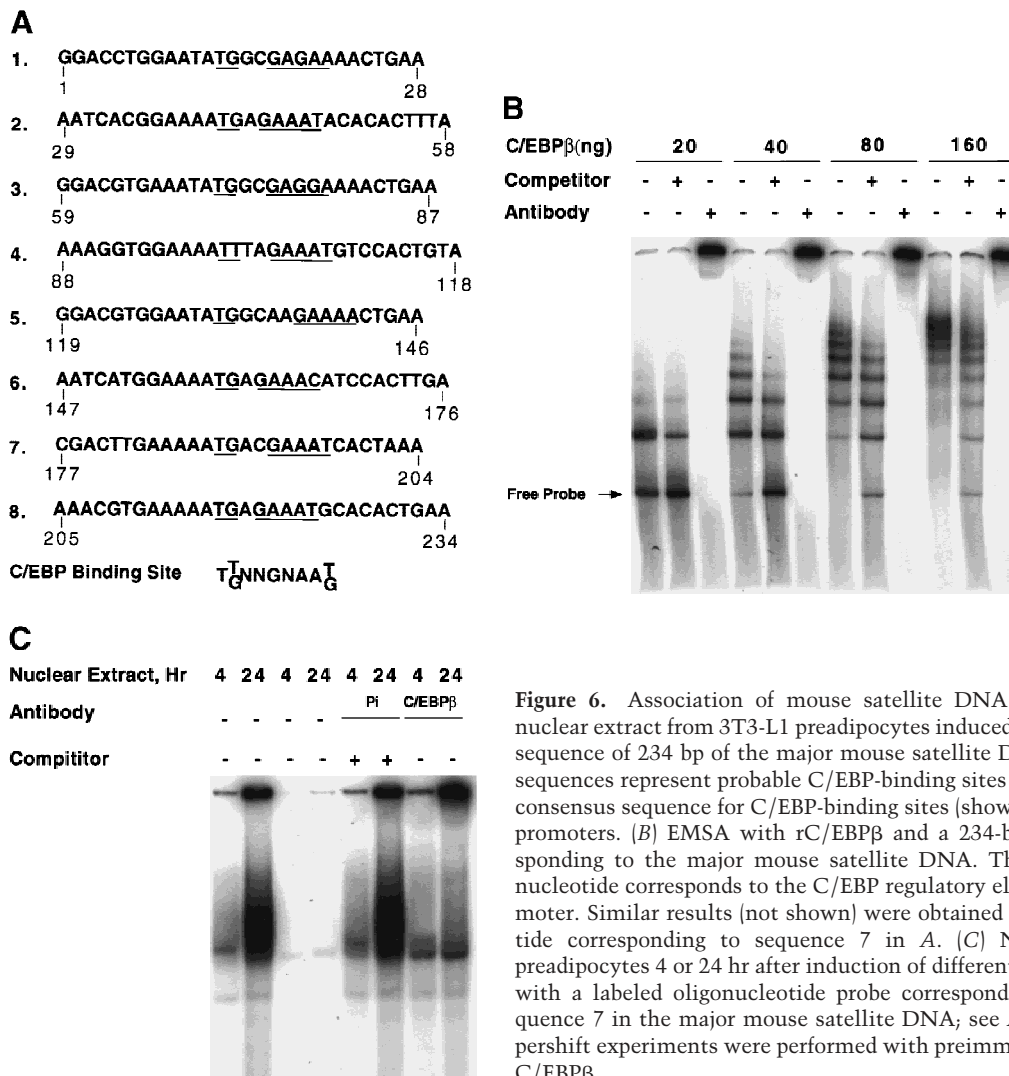 A
1. GGACCTGGAATATGGCGAGAAAACTGAA
1 28
2. AATCACGGAAAATGAGAAATACACACTTTA
29 58
3. GGACGTGAAATATGGCGAGGAAAACTGAA
59 87
4. AAAGGTGGAAAATTTAGAAATGTCCACTGTA
88 118
5. GGACGTGGAATATGGCAAGAAAACTGAA
119 146
6. AATCATGGAAAATGAGAAACATCCACTTGA
147 176
7. CGACTTGAAAAATGACGAAATCACTAAA
177 204
8. AAACGTGAAAAATGAGAAATGCACACTGAA
205 234
C/EBP Binding Site TTGNNGNAATG
B
C/EBPβ(ng) 20 40 80 160
Competitor - + - - + - - + - - + -
Antibody - - + - - + - - + - - +
Free Probe
C
Nuclear Extract, Hr 4 24 4 24 4 24 4 24
Antibody - - - - Pi C/EBPβ
Compititor - - - - + + - -
Figure 6. Association of mouse satellite DNA
nuclear extract from 3T3-L1 preadipocytes induced
sequence of 234 bp of the major mouse satellite D
sequences represent probable C/EBP-binding sites
consensus sequence for C/EBP-binding sites (show
promoters. (B) EMSA with rC/EBPβ and a 234-b
sponding to the major mouse satellite DNA. Th
nucleotide corresponds to the C/EBP regulatory el
moter. Similar results (not shown) were obtained
tide corresponding to sequence 7 in A. (C) N
preadipocytes 4 or 24 hr after induction of different
with a labeled oligonucleotide probe correspond
quence 7 in the major mouse satellite DNA; see A
pershift experiments were performed with preimm
C/EBPβ